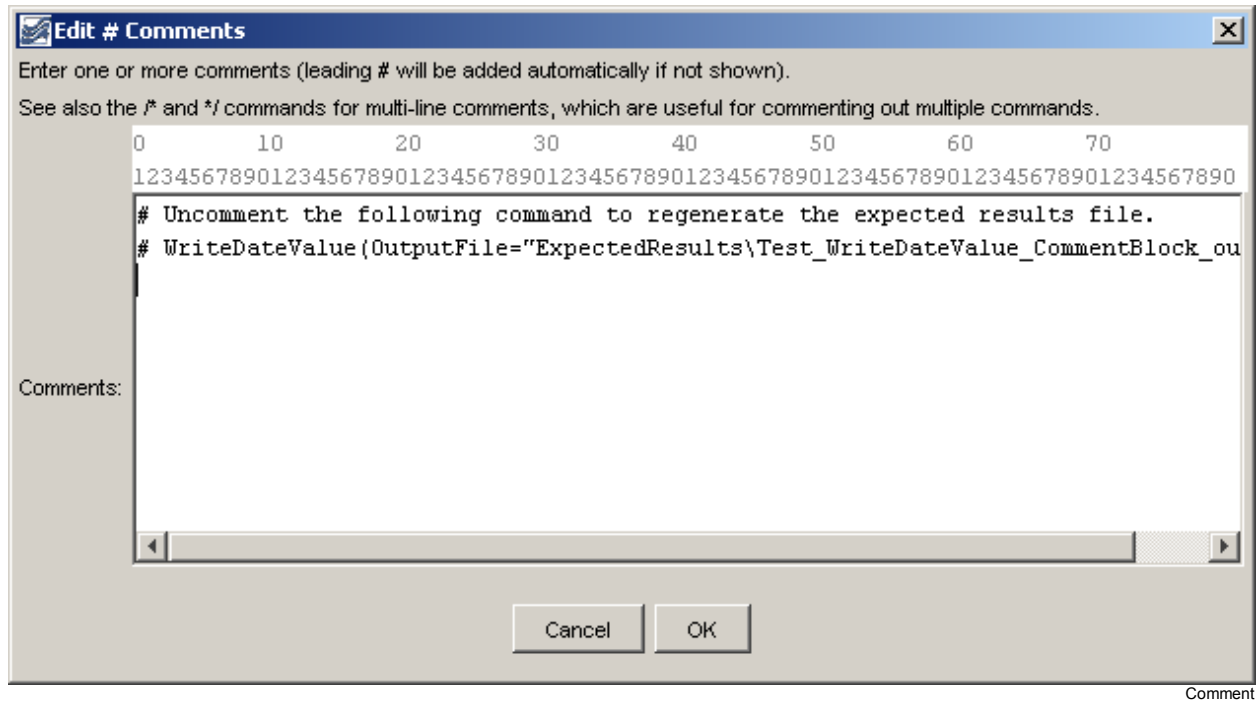 Edit # Comments
Enter one or more comments (leading # will be added automatically if not shown).
See also the /* and */ commands for multi-line comments, which are useful for commenting out multiple commands.
0 10 20 30 40 50 60 70
12345678901234567890123456789012345678901234567890123456789012345678901234567890
# Uncomment the following command to regenerate the expected results file.
# WriteDateValue(OutputFile="ExpectedResults\Test_WriteDateValue_CommentBlock_ou
Comments:
Cancel OK
Comment